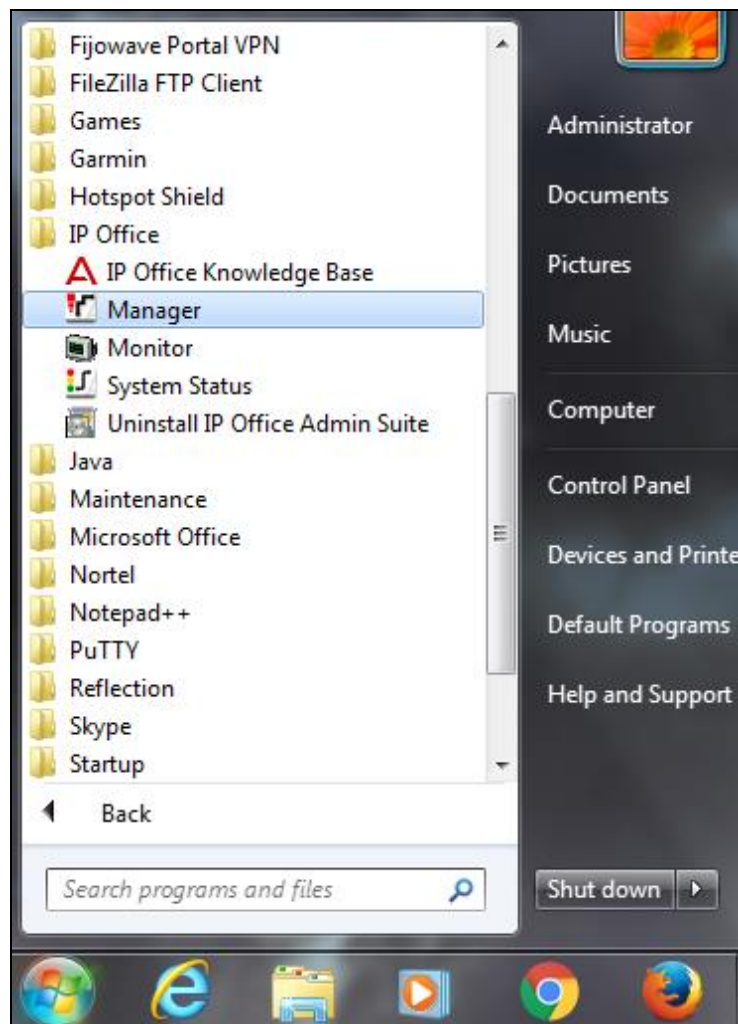 Fijowave Portal VPN
FileZilla FTP Client
Games
Garmin
Hotspot Shield
IP Office
IP Office Knowledge Base
Manager
Monitor
System Status
Uninstall IP Office Admin Suite
Java
Maintenance
Microsoft Office
Nortel
Notepad++
PuTTY
Reflection
Skype
Startup
Back
Search programs and files
Administrator
Documents
Pictures
Music
Computer
Control Panel
Devices and Printe
Default Programs
Help and Support
Shut down